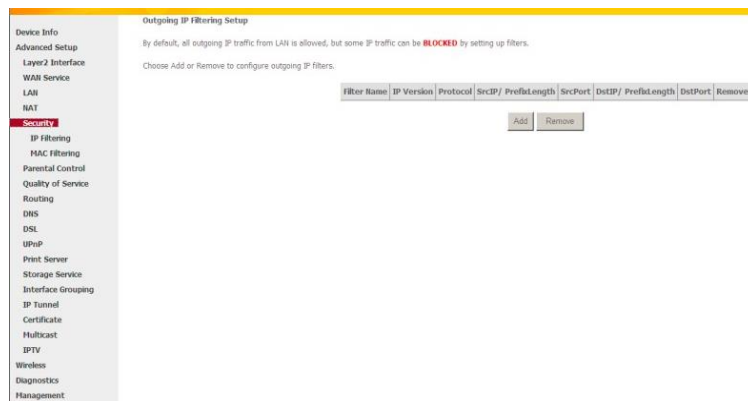 Device Info
Advanced Setup
Layer2 Interface
WAN Service
LAN
NAT
Security
IP Filtering
MAC Filtering
Parental Control
Quality of Service
Routing
DNS
DSL
UPnP
Print Server
Storage Service
Interface Grouping
IP Tunnel
Certificate
Multicast
IPTV
Wireless
Diagnostics
Management
Outgoing IP Filtering Setup
By default, all outgoing IP traffic from LAN is allowed, but some IP traffic can be BLOCKED by setting up filters.
Choose Add or Remove to configure outgoing IP filters.
Filter Name IP Version Protocol SrcIP/ PrefixLength SrcPort DstIP/ PrefixLength DstPort Remove
Add Remove